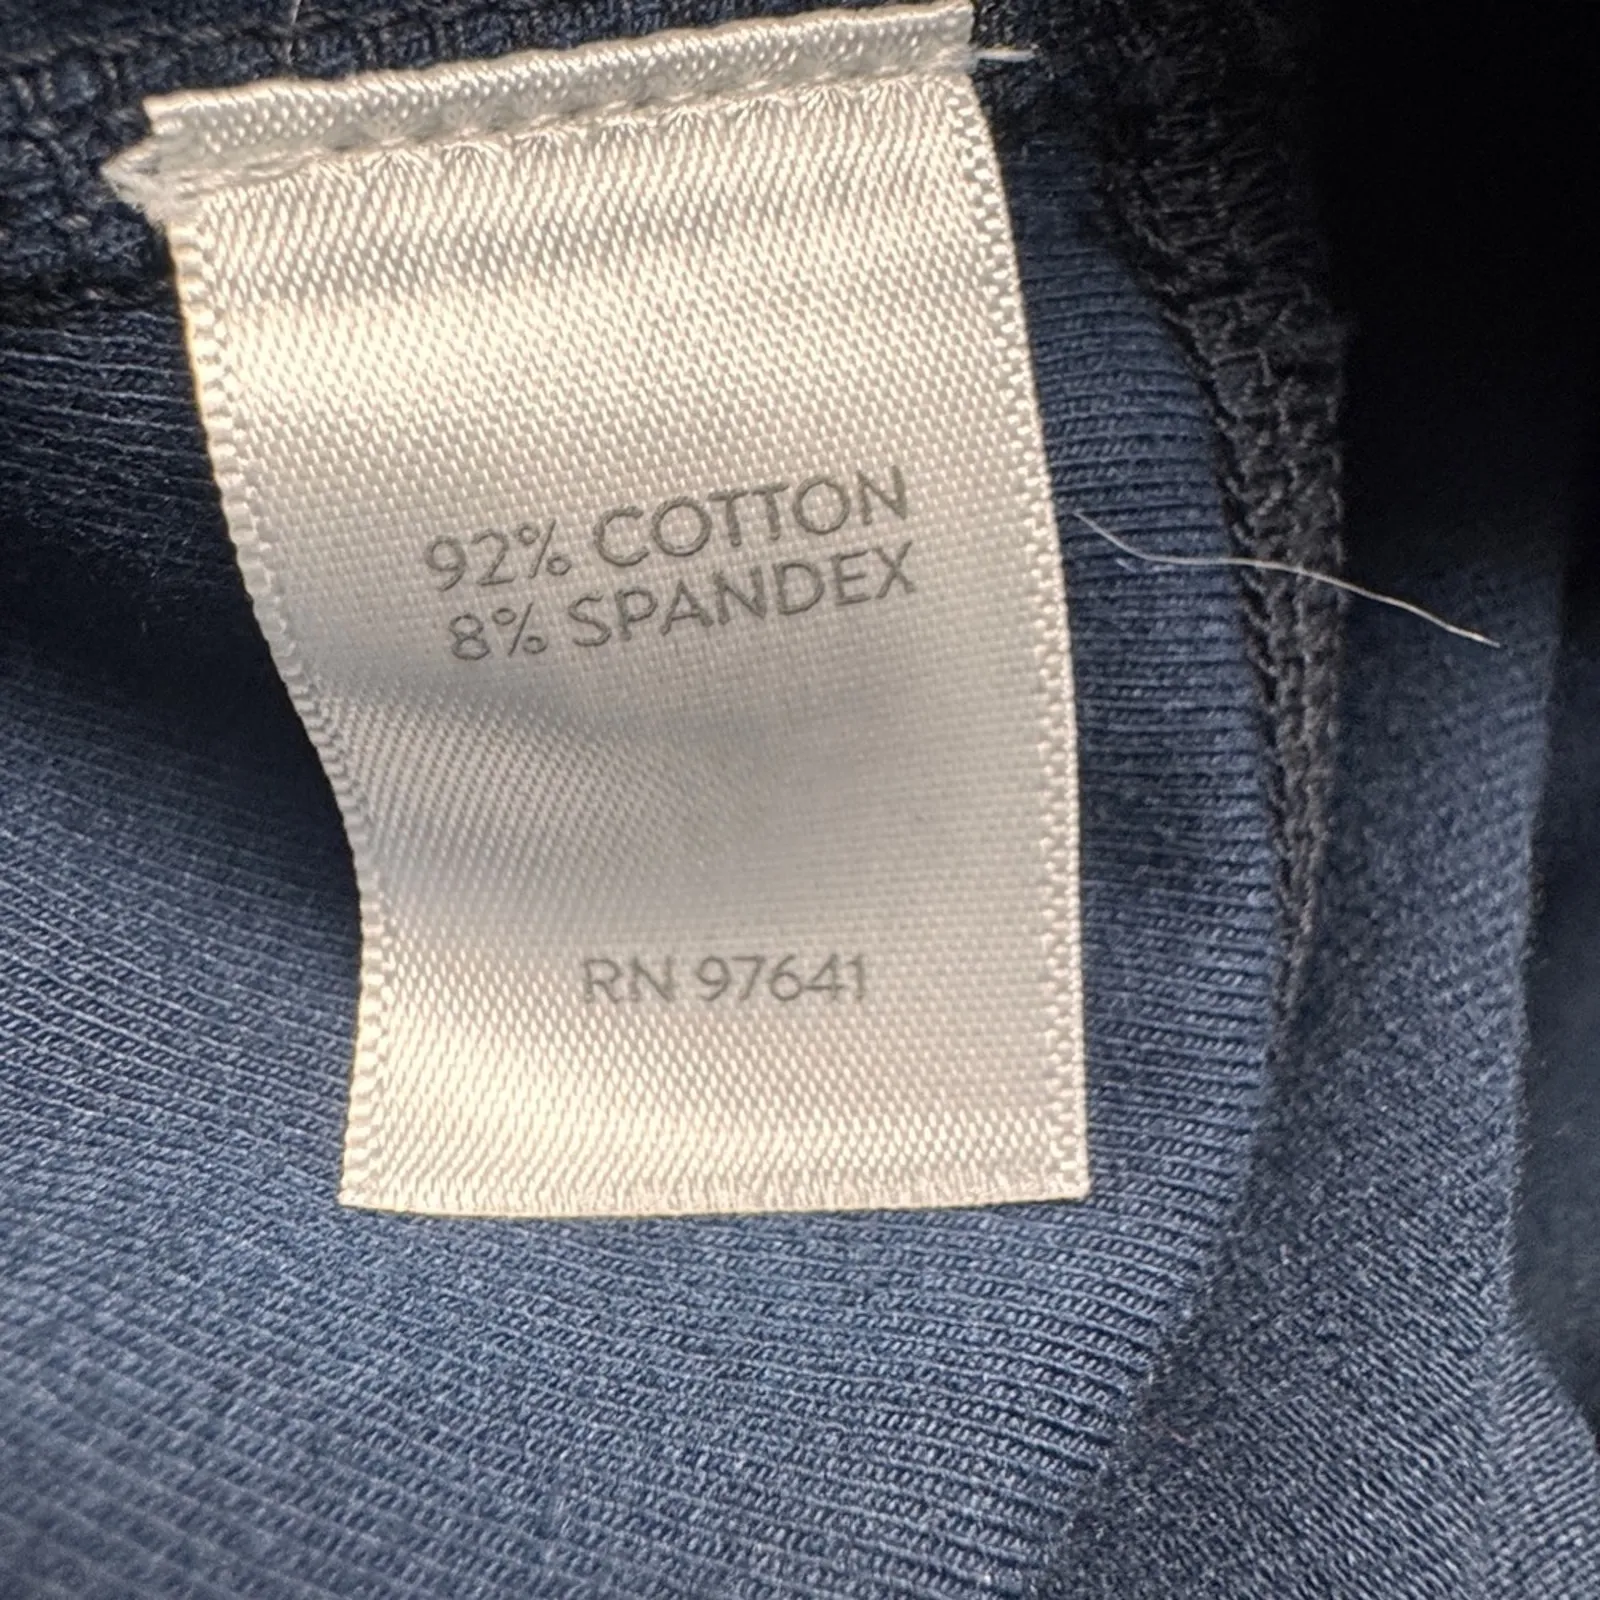 92% COTTON
8% SPANDEX
RN 97641